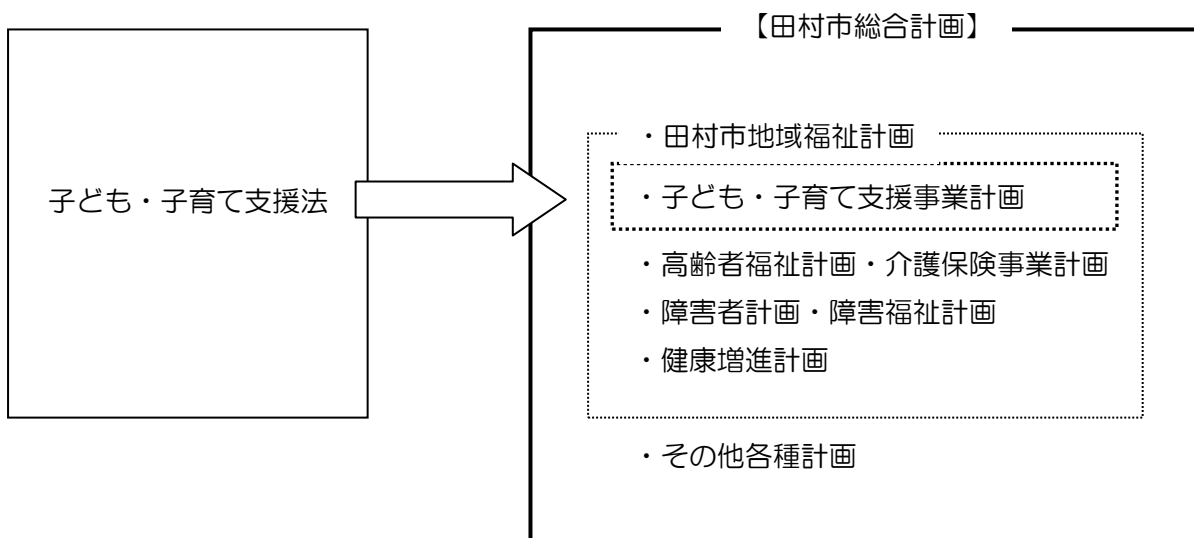 【田村市総合計画】
・田村市地域福祉計画
子ども・子育て支援法
・子ども・子育て支援事業計画
・高齢者福祉計画・介護保険事業計画
・障害者計画・障害福祉計画
・健康増進計画
・その他各種計画